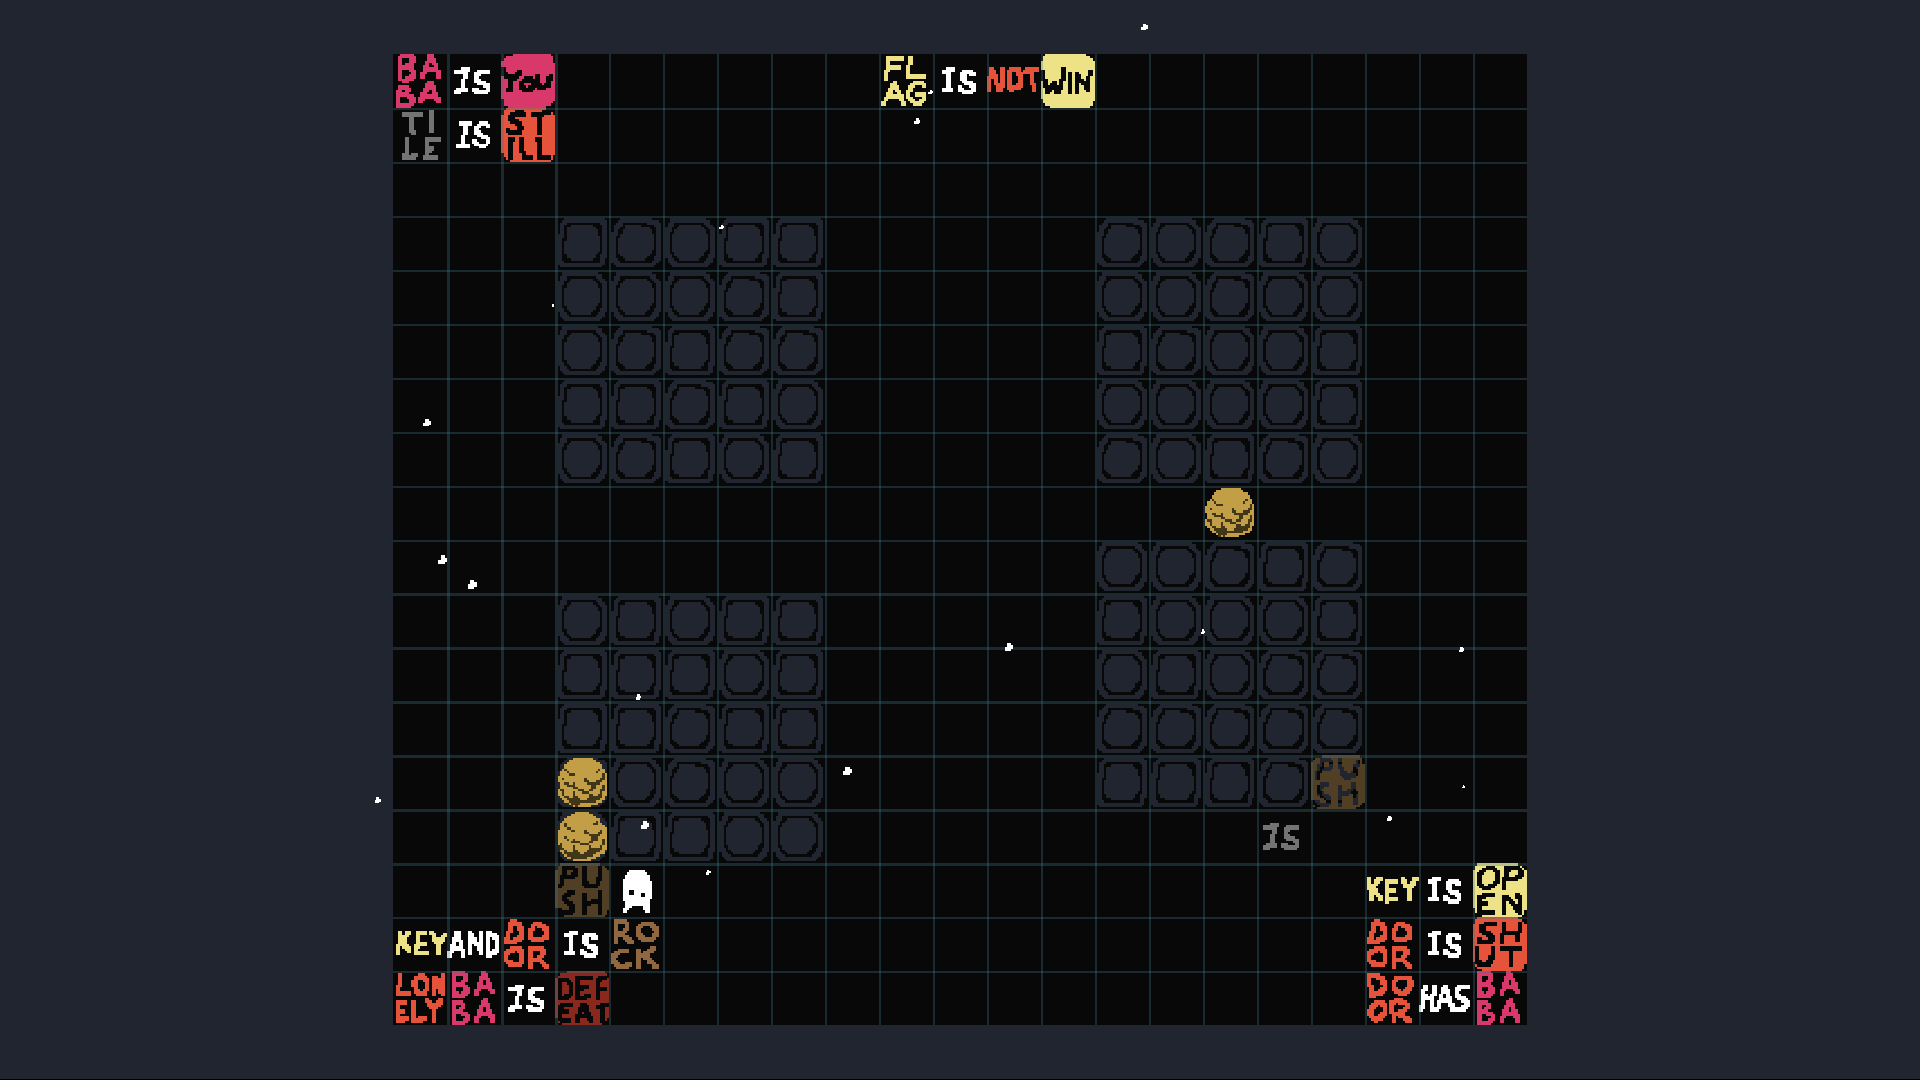 BABA IS YOU FLAG IS NOT WIN
TILE IS STILL
PUSH
IS
PUSH KEY IS OPEN
KEY AND DOOR IS ROCK DOOR IS SHUT
LONELY BABA IS DEFEAT DOOR HAS BABA